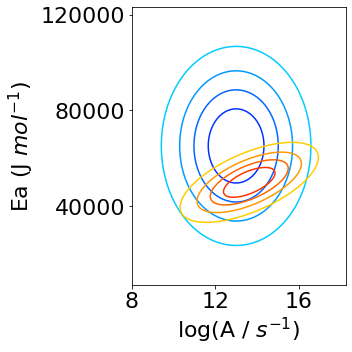 120000
80000
40000
Ea (J mol⁻¹)
8 12 16
log(A / s⁻¹)